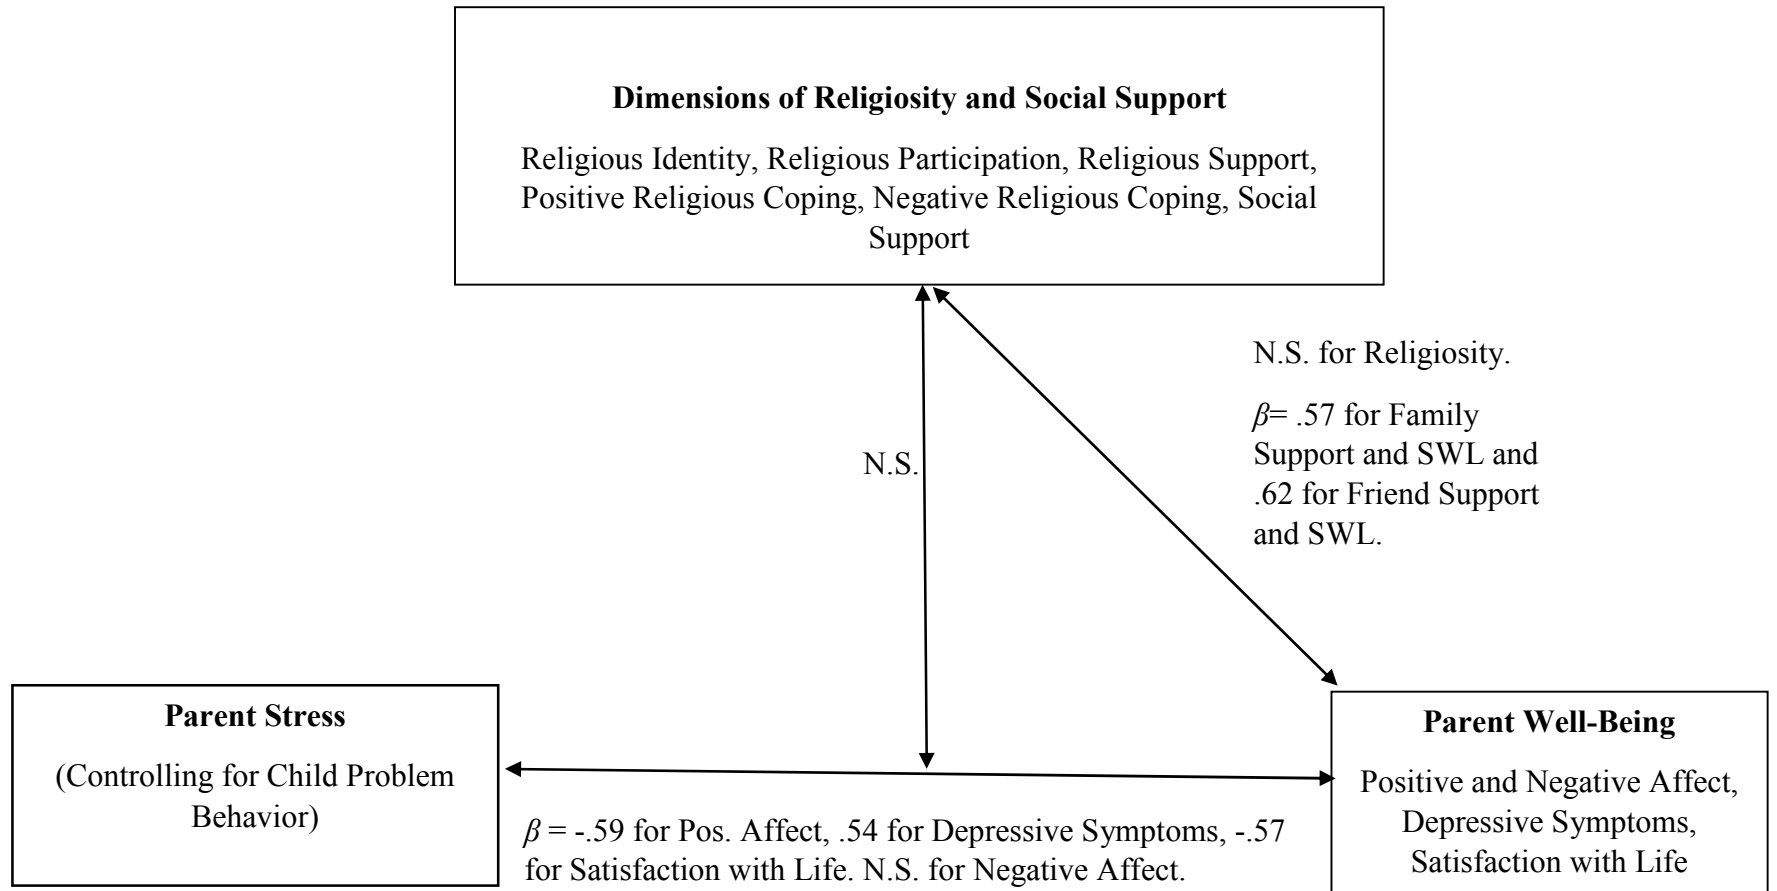 Dimensions of Religiosity and Social Support
Religious Identity, Religious Participation, Religious Support,
Positive Religious Coping, Negative Religious Coping, Social
Support
N.S. for Religiosity.
β= .57 for Family
Support and SWL and
.62 for Friend Support
and SWL.
N.S.
Parent Stress
(Controlling for Child Problem
Behavior)
β = -.59 for Pos. Affect, .54 for Depressive Symptoms, -.57
for Satisfaction with Life. N.S. for Negative Affect.
Parent Well-Being
Positive and Negative Affect,
Depressive Symptoms,
Satisfaction with Life